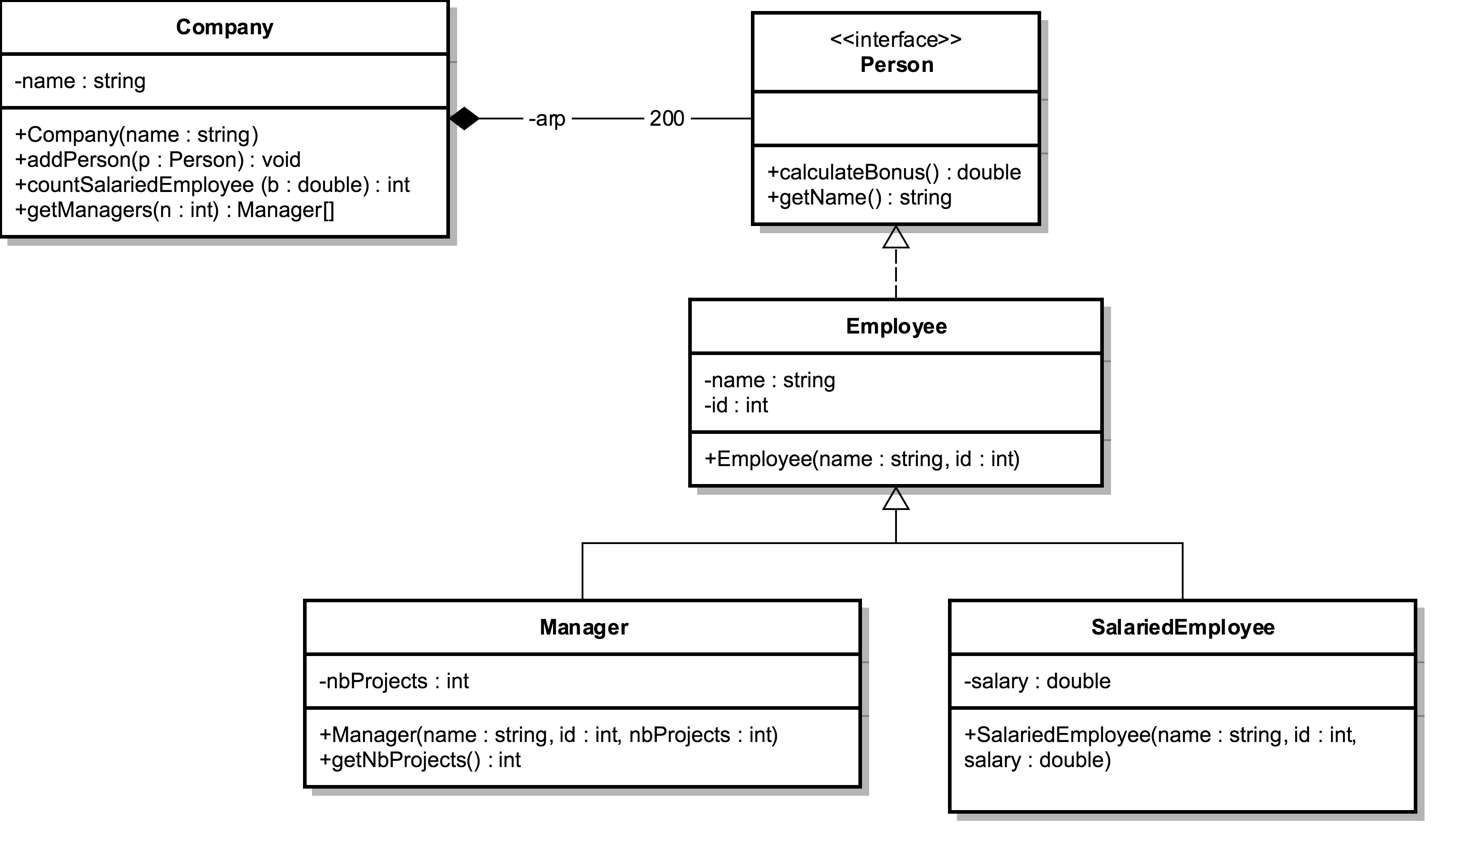 Company
-name : string
+Company(name : string)
+addPerson(p : Person) : void
+countSalariedEmployee (b : double) : int
+getManagers(n : int) : Manager[]
-arp
200
<<interface>>
Person
+calculateBonus() : double
+getName() : string
Employee
-name : string
-id : int
+Employee(name : string, id : int)
Manager
-nbProjects : int
+Manager(name : string, id : int, nbProjects : int)
+getNbProjects() : int
SalariedEmployee
-salary : double
+SalariedEmployee(name : string, id : int,
salary : double)